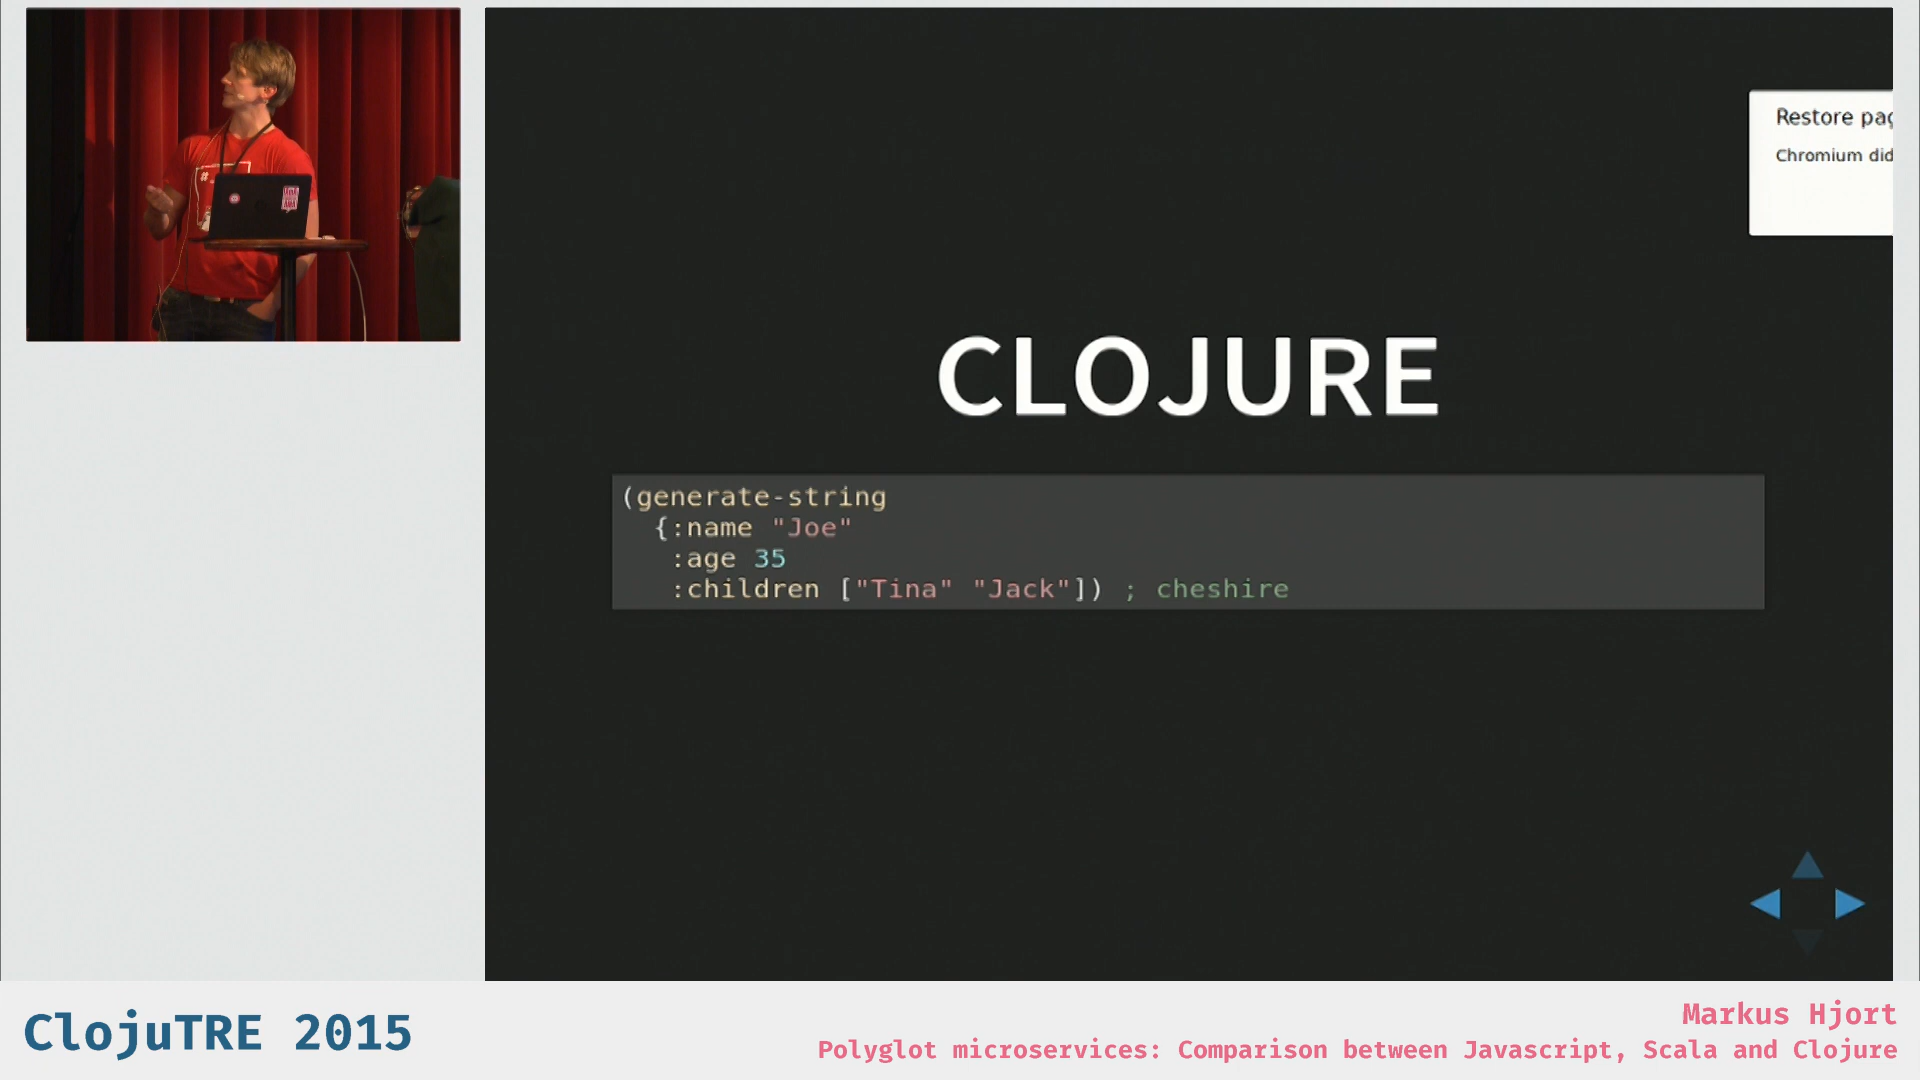 Restore pag
Chromium did
CLOJURE
(generate-string
{:name "Joe"
:age 35
:children ["Tina" "Jack"]) ; cheshire
ClojuTRE 2015
Markus Hjort
Polyglot microservices: Comparison between Javascript, Scala and Clojure